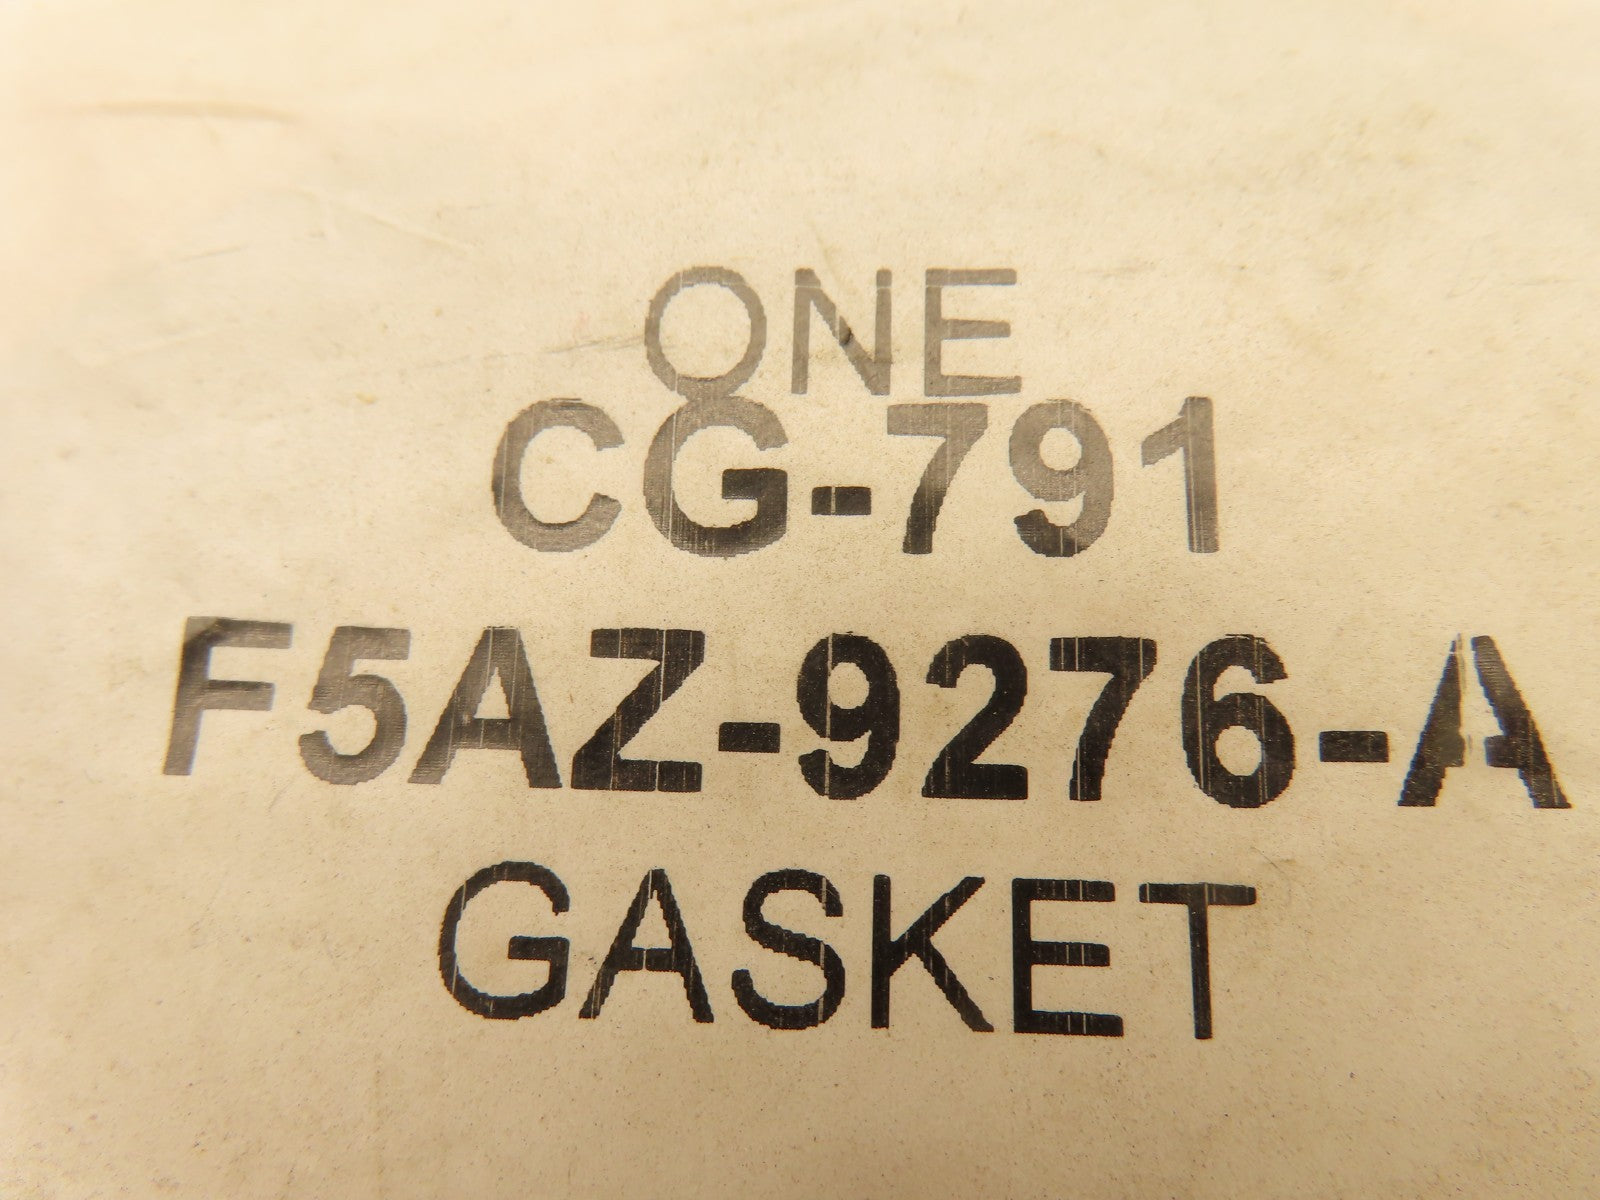 ONE
CG-791
F5AZ-9276-A
GASKET